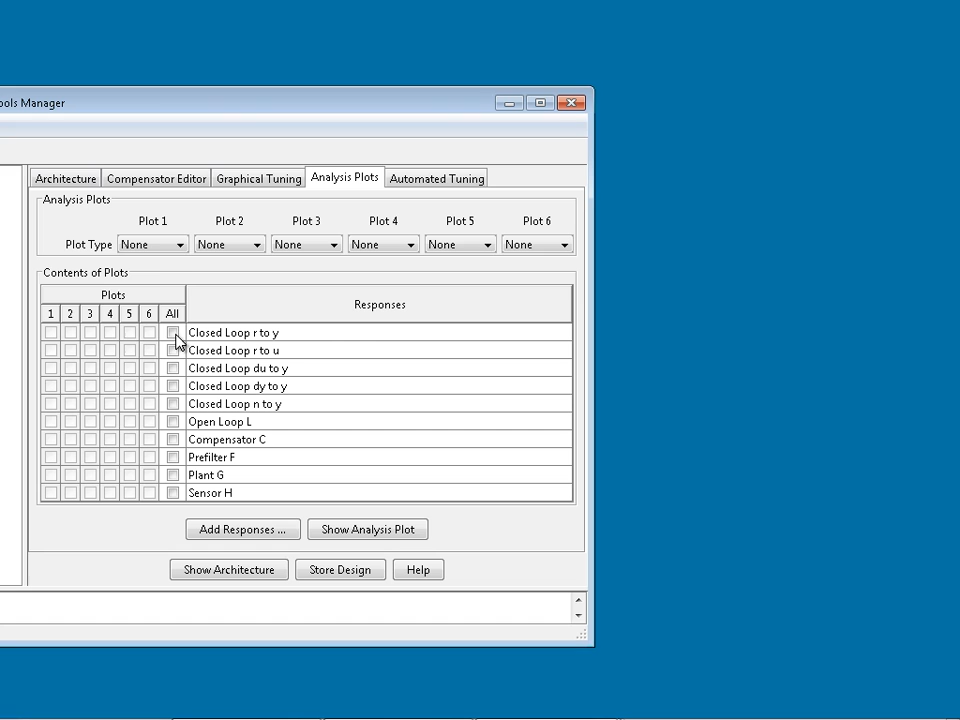 ools Manager
Architecture Compensator Editor Graphical Tuning Analysis Plots Automated Tuning
Analysis Plots
Plot 1 Plot 2 Plot 3 Plot 4 Plot 5 Plot 6
Plot Type None None None None None None
Contents of Plots
Plots
Responses
1 2 3 4 5 6 All
Closed Loop r to y
Closed Loop r to u
Closed Loop du to y
Closed Loop dy to y
Closed Loop n to y
Open Loop L
Compensator C
Prefilter F
Plant G
Sensor H
Add Responses ... Show Analysis Plot
Show Architecture Store Design Help